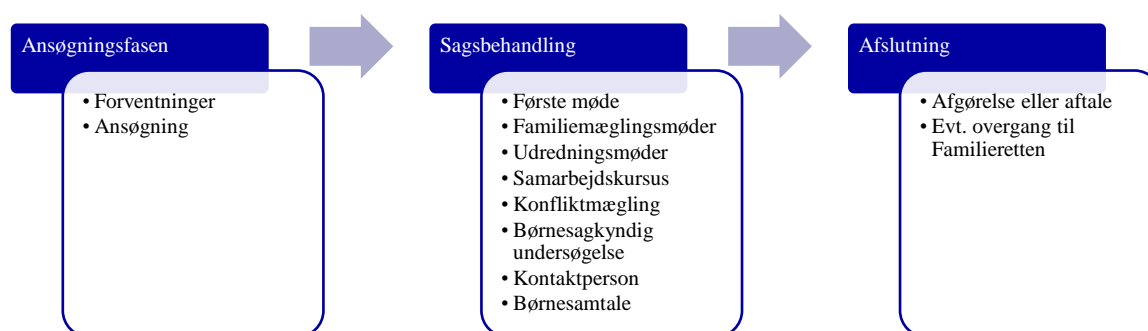 Ansøgningsfasen
• Forventninger
• Ansøgning
Sagsbehandling
• Første møde
• Familiemæglingsmøder
• Udredningsmøder
• Samarbejdskursus
• Konfliktmægling
• Børnesagkyndig
undersøgelse
• Kontaktperson
• Børnesamtale
Afslutning
• Afgørelse eller aftale
• Evt. overgang til
Familieretten